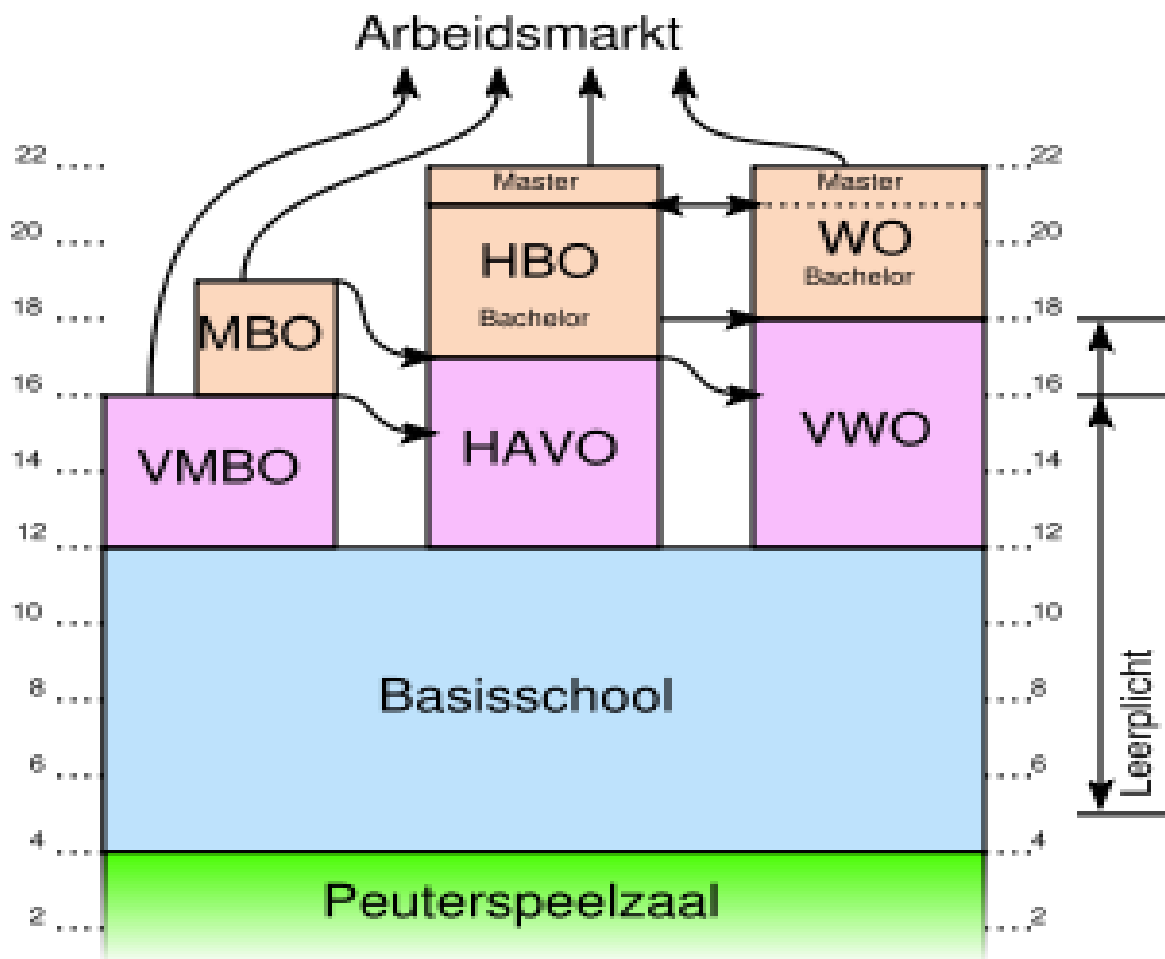 Arbeidsmarkt
22 22
Master Master
20 HBO WO 20
Bachelor
18 MBO Bachelor 18
16 16
VMBO HAVO VWO
14 14
12 12
10 10
8 Basisschool 8
Leerplicht
6 6
4 4
Peuterspeelzaal
2 2